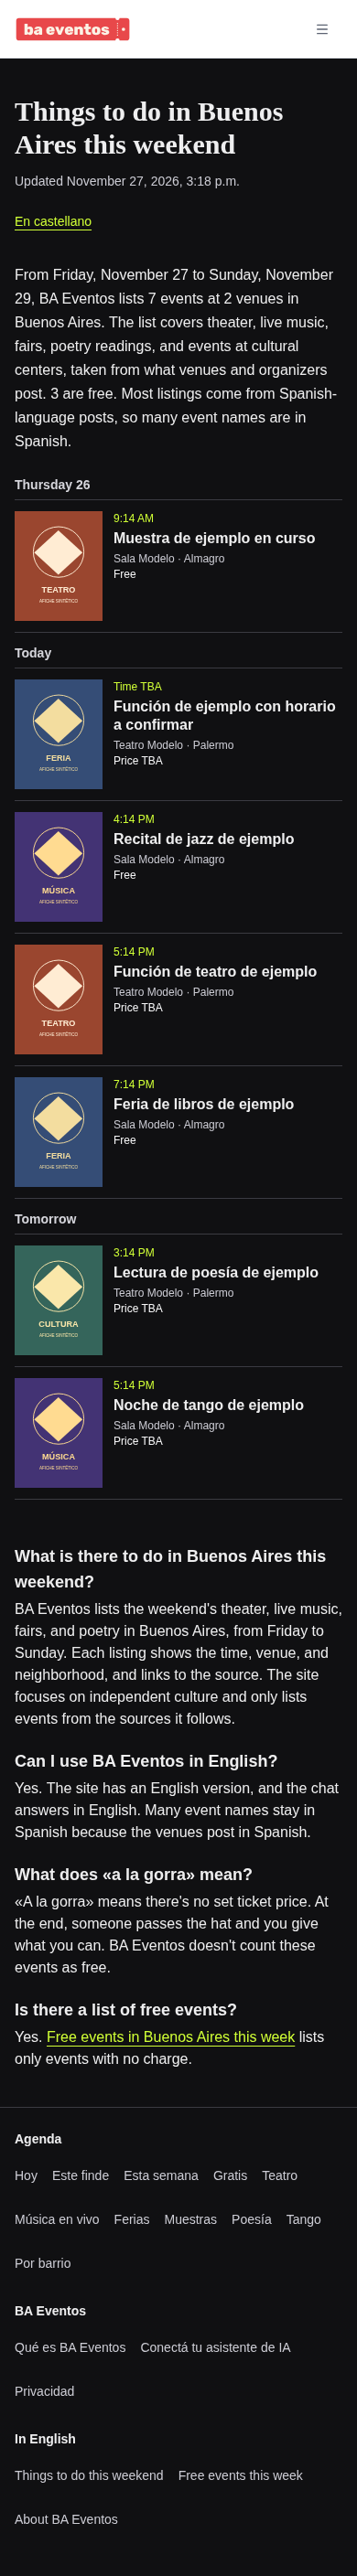 ba eventos
Things to do in Buenos
Aires this weekend
Updated November 27, 2026, 3:18 p.m.
En castellano
From Friday, November 27 to Sunday, November
29, BA Eventos lists 7 events at 2 venues in
Buenos Aires. The list covers theater, live music,
fairs, poetry readings, and events at cultural
centers, taken from what venues and organizers
post. 3 are free. Most listings come from Spanish-
language posts, so many event names are in
Spanish.
Thursday 26
TEATRO
AFICHE SINTÉTICO
9:14 AM
Muestra de ejemplo en curso
Sala Modelo · Almagro
Free
Today
FERIA
AFICHE SINTÉTICO
Time TBA
Función de ejemplo con horario
a confirmar
Teatro Modelo · Palermo
Price TBA
MÚSICA
AFICHE SINTÉTICO
4:14 PM
Recital de jazz de ejemplo
Sala Modelo · Almagro
Free
TEATRO
AFICHE SINTÉTICO
5:14 PM
Función de teatro de ejemplo
Teatro Modelo · Palermo
Price TBA
FERIA
AFICHE SINTÉTICO
7:14 PM
Feria de libros de ejemplo
Sala Modelo · Almagro
Free
Tomorrow
CULTURA
AFICHE SINTÉTICO
3:14 PM
Lectura de poesía de ejemplo
Teatro Modelo · Palermo
Price TBA
MÚSICA
AFICHE SINTÉTICO
5:14 PM
Noche de tango de ejemplo
Sala Modelo · Almagro
Price TBA
What is there to do in Buenos Aires this
weekend?
BA Eventos lists the weekend's theater, live music,
fairs, and poetry in Buenos Aires, from Friday to
Sunday. Each listing shows the time, venue, and
neighborhood, and links to the source. The site
focuses on independent culture and only lists
events from the sources it follows.
Can I use BA Eventos in English?
Yes. The site has an English version, and the chat
answers in English. Many event names stay in
Spanish because the venues post in Spanish.
What does «a la gorra» mean?
«A la gorra» means there's no set ticket price. At
the end, someone passes the hat and you give
what you can. BA Eventos doesn't count these
events as free.
Is there a list of free events?
Yes. Free events in Buenos Aires this week lists
only events with no charge.
Agenda
Hoy Este finde Esta semana Gratis Teatro
Música en vivo Ferias Muestras Poesía Tango
Por barrio
BA Eventos
Qué es BA Eventos Conectá tu asistente de IA
Privacidad
In English
Things to do this weekend Free events this week
About BA Eventos